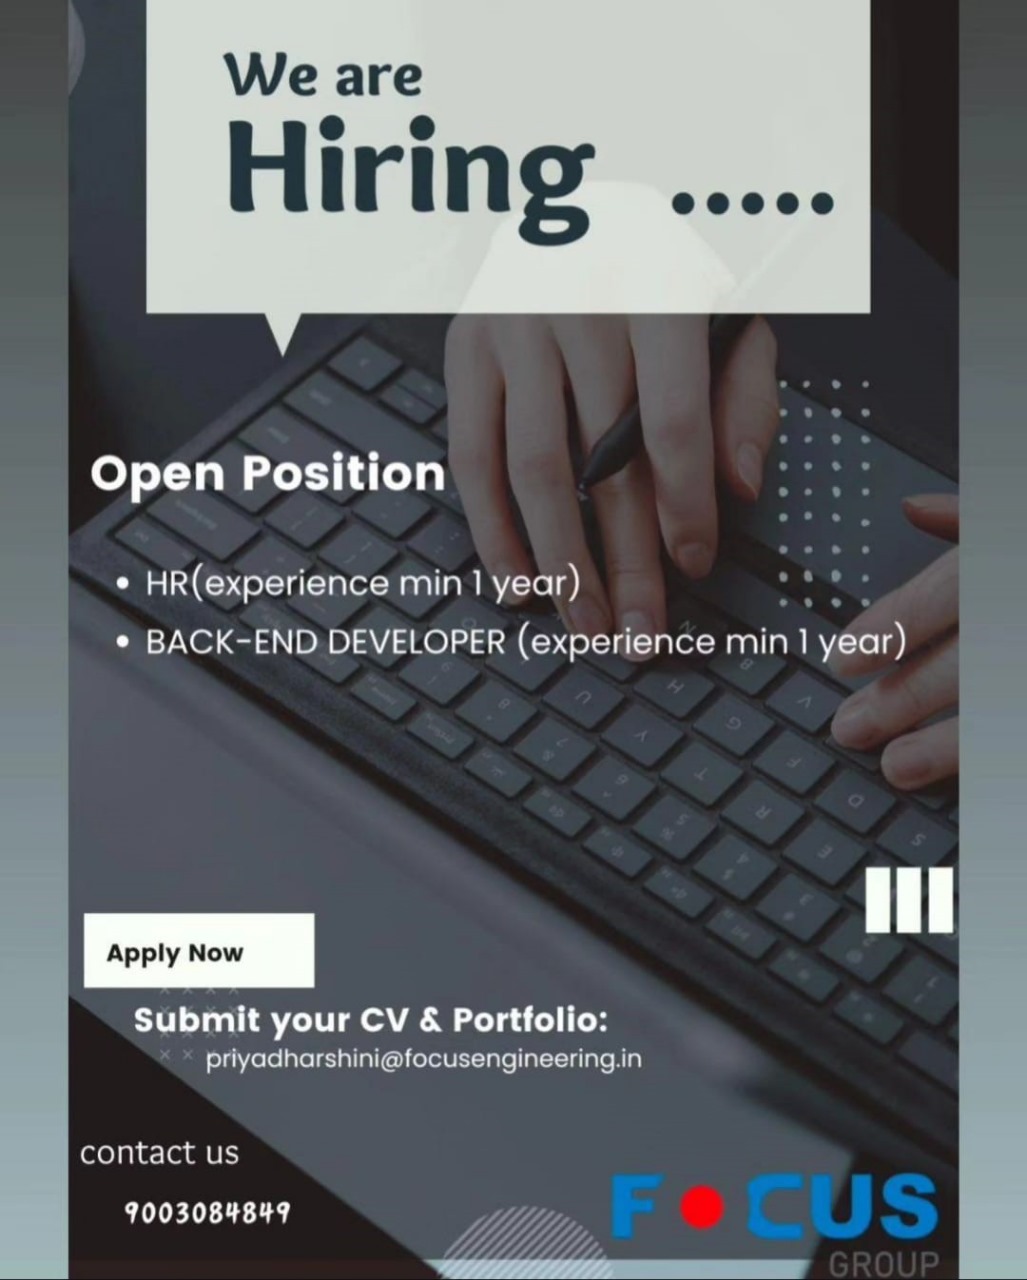 We are
Hiring .....
Open Position
• HR(experience min 1 year)
• BACK-END DEVELOPER (experience min 1 year)
Apply Now
Submit your CV & Portfolio:
priyadharshini@focusengineering.in
contact us
9003084849
FOCUS
GROUP